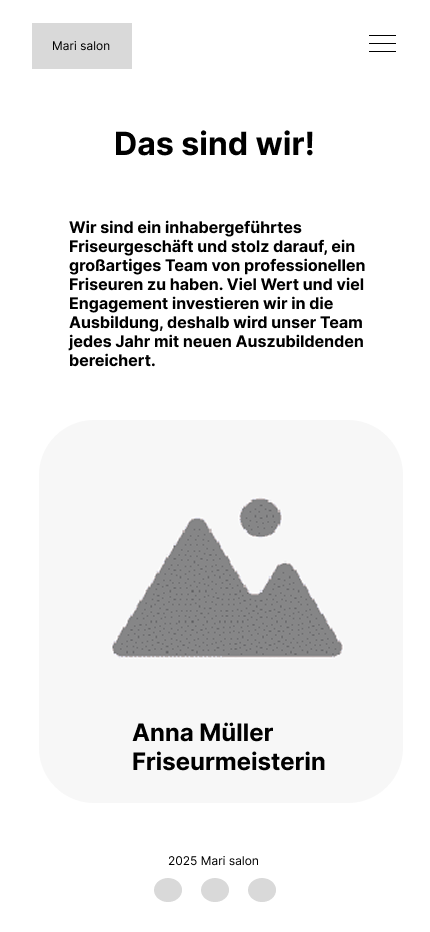 Mari salon
Das sind wir!
Wir sind ein inhabergeführtes
Friseurgeschäft und stolz darauf, ein
großartiges Team von professionellen
Friseuren zu haben. Viel Wert und viel
Engagement investieren wir in die
Ausbildung, deshalb wird unser Team
jedes Jahr mit neuen Auszubildenden
bereichert.
Anna Müller
Friseurmeisterin
2025 Mari salon